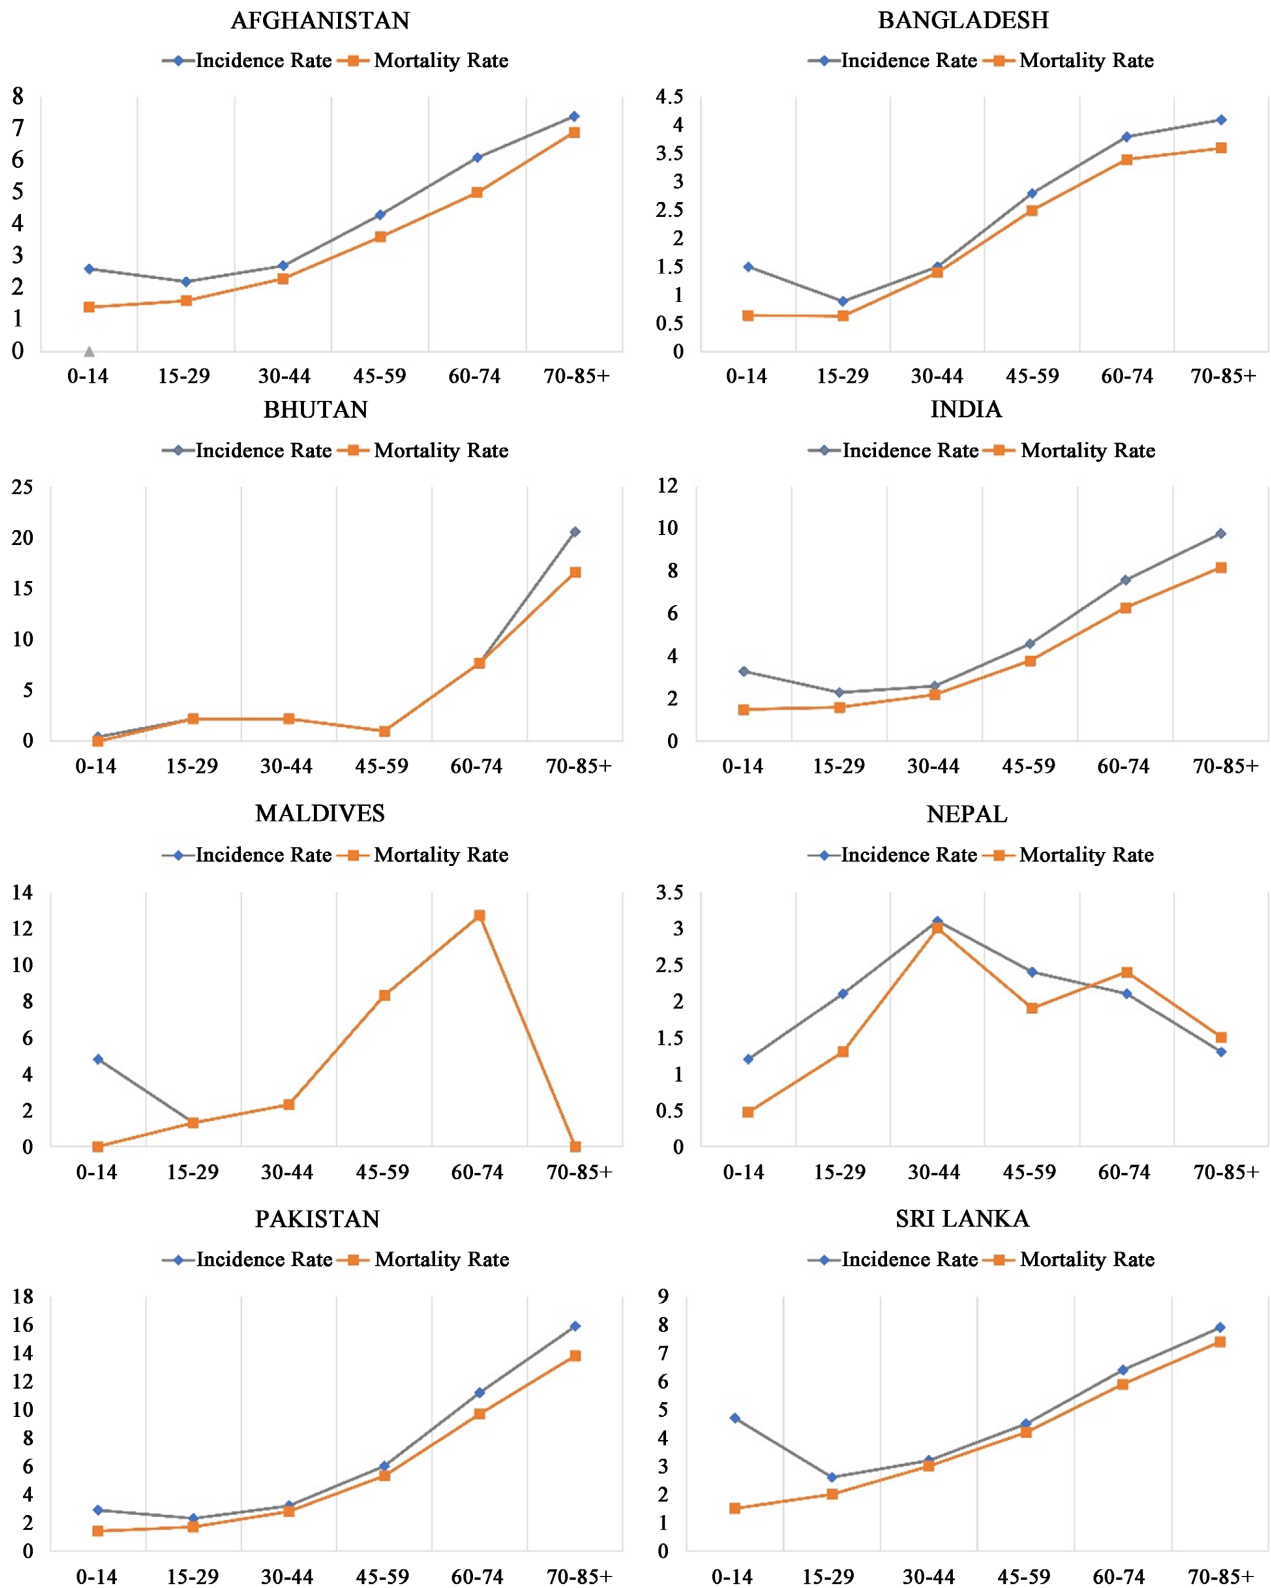 AFGHANISTAN
Incidence Rate Mortality Rate
8
7
6
5
4
3
2
1
0
0-14 15-29 30-44 45-59 60-74 70-85+
BANGLADESH
Incidence Rate Mortality Rate
4.5
4
3.5
3
2.5
2
1.5
1
0.5
0
0-14 15-29 30-44 45-59 60-74 70-85+
BHUTAN
Incidence Rate Mortality Rate
25
20
15
10
5
0
0-14 15-29 30-44 45-59 60-74 70-85+
INDIA
Incidence Rate Mortality Rate
12
10
8
6
4
2
0
0-14 15-29 30-44 45-59 60-74 70-85+
MALDIVES
Incidence Rate Mortality Rate
14
12
10
8
6
4
2
0
0-14 15-29 30-44 45-59 60-74 70-85+
NEPAL
Incidence Rate Mortality Rate
3.5
3
2.5
2
1.5
1
0.5
0
0-14 15-29 30-44 45-59 60-74 70-85+
PAKISTAN
Incidence Rate Mortality Rate
18
16
14
12
10
8
6
4
2
0
0-14 15-29 30-44 45-59 60-74 70-85+
SRI LANKA
Incidence Rate Mortality Rate
9
8
7
6
5
4
3
2
1
0
0-14 15-29 30-44 45-59 60-74 70-85+